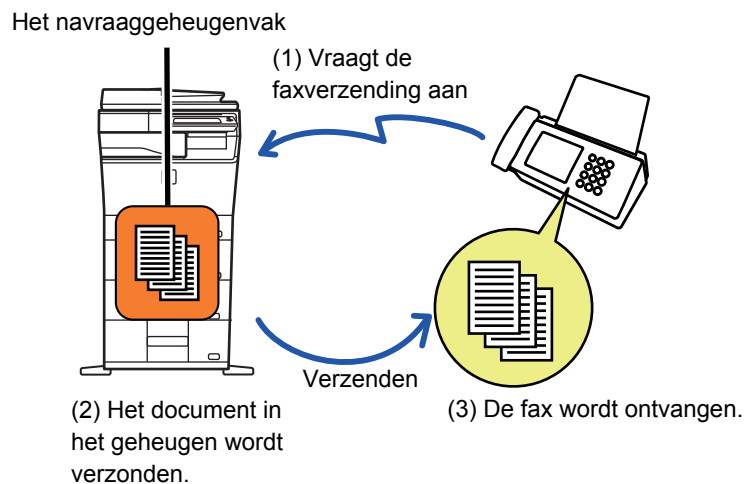 Het navraaggeheugenvak
(1) Vraagt de
faxverzending aan
Verzenden
(2) Het document in
het geheugen wordt
verzonden.
(3) De fax wordt ontvangen.